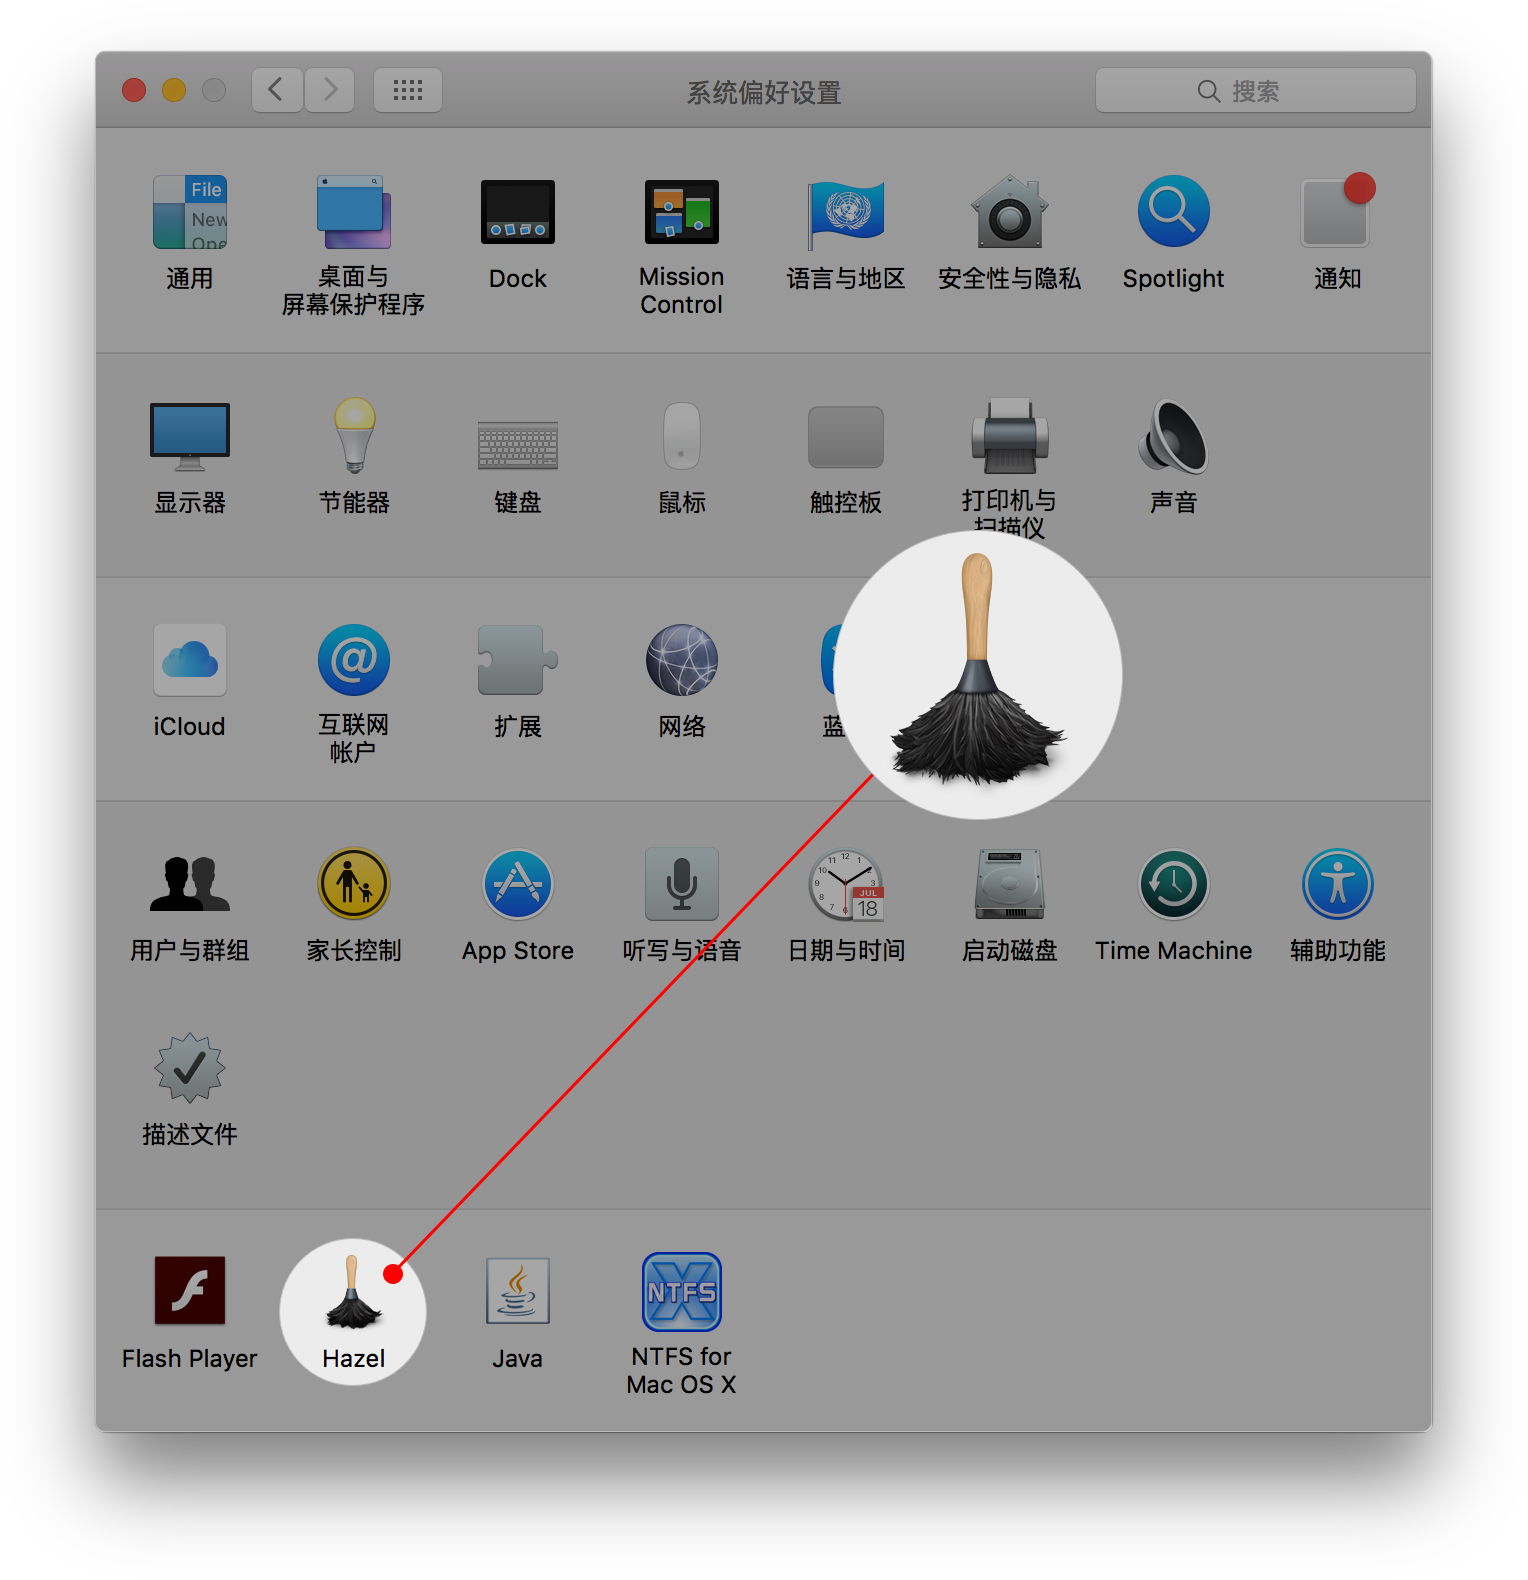 系统偏好设置
搜索
File
New
Ope
通用
桌面与
屏幕保护程序
Dock
Mission
Control
语言与地区
安全性与隐私
Spotlight
通知
显示器
节能器
键盘
鼠标
触控板
打印机与
扫描仪
声音
iCloud
互联网
帐户
扩展
网络
蓝
用户与群组
家长控制
App Store
听写与语音
JUL
18
日期与时间
启动磁盘
Time Machine
辅助功能
描述文件
Flash Player
Hazel
Java
NTFS
NTFS for
Mac OS X